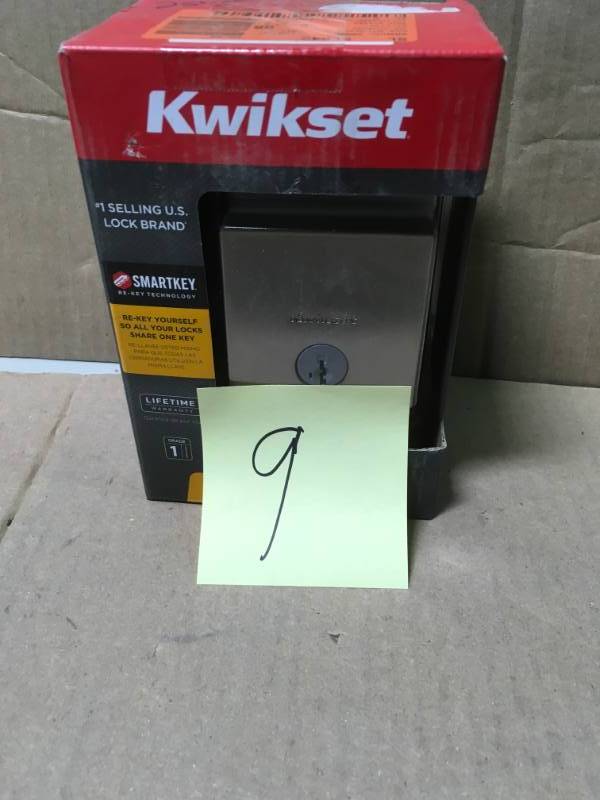 Kwikset
#1 SELLING U.S.
LOCK BRAND
SMARTKEY
RE-KEY TECHNOLOGY
RE-KEY YOURSELF
SO ALL YOUR LOCKS
SHARE ONE KEY
LIFETIME
WARRANTY
GRADE
1
9